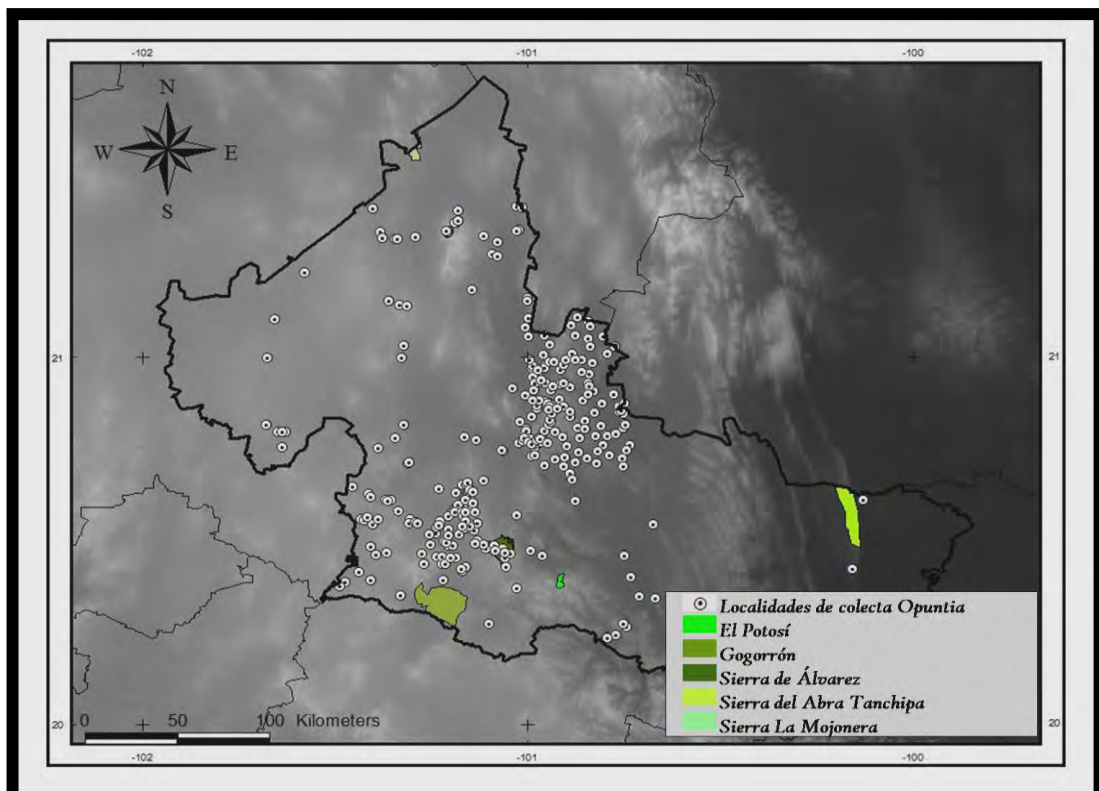 -102 -101 -100
N
W E
S
21 21
Localidades de colecta Opuntia
El Potosí
Gogorrón
Sierra de Álvarez
Sierra del Abra Tanchipa
Sierra La Mojonera
0 50 100 Kilometers
20 20
-102 -101 -100